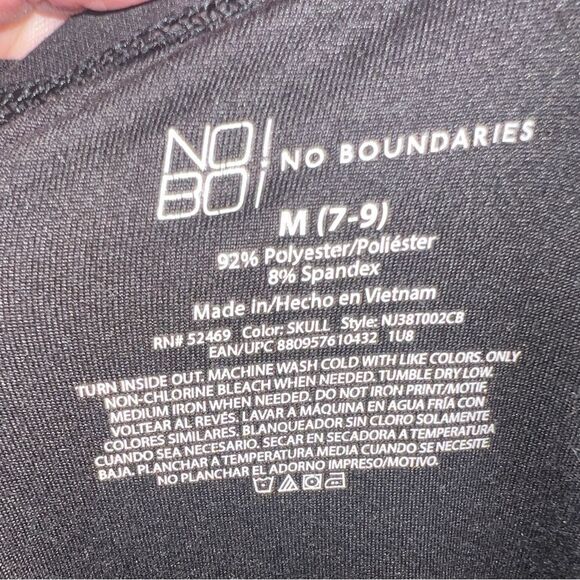 NO!
BO! NO BOUNDARIES
M (7-9)
92% Polyester/Poliéster
8% Spandex
Made in/Hecho en Vietnam
RN# 52469 Color: SKULL Style: NJ38T002CB
EAN/UPC 880957610432 1U8
TURN INSIDE OUT. MACHINE WASH COLD WITH LIKE COLORS. ONLY
NON-CHLORINE BLEACH WHEN NEEDED. TUMBLE DRY LOW.
MEDIUM IRON WHEN NEEDED. DO NOT IRON PRINT/MOTIF.
VOLTEAR AL REVÉS. LAVAR A MÁQUINA EN AGUA FRÍA CON
COLORES SIMILARES. BLANQUEADOR SIN CLORO SOLAMENTE
CUANDO SEA NECESARIO. SECAR EN SECADORA A TEMPERATURA
BAJA. PLANCHAR A TEMPERATURA MEDIA CUANDO SE NECESITE
NO PLANCHAR EL ADORNO IMPRESO/MOTIVO.